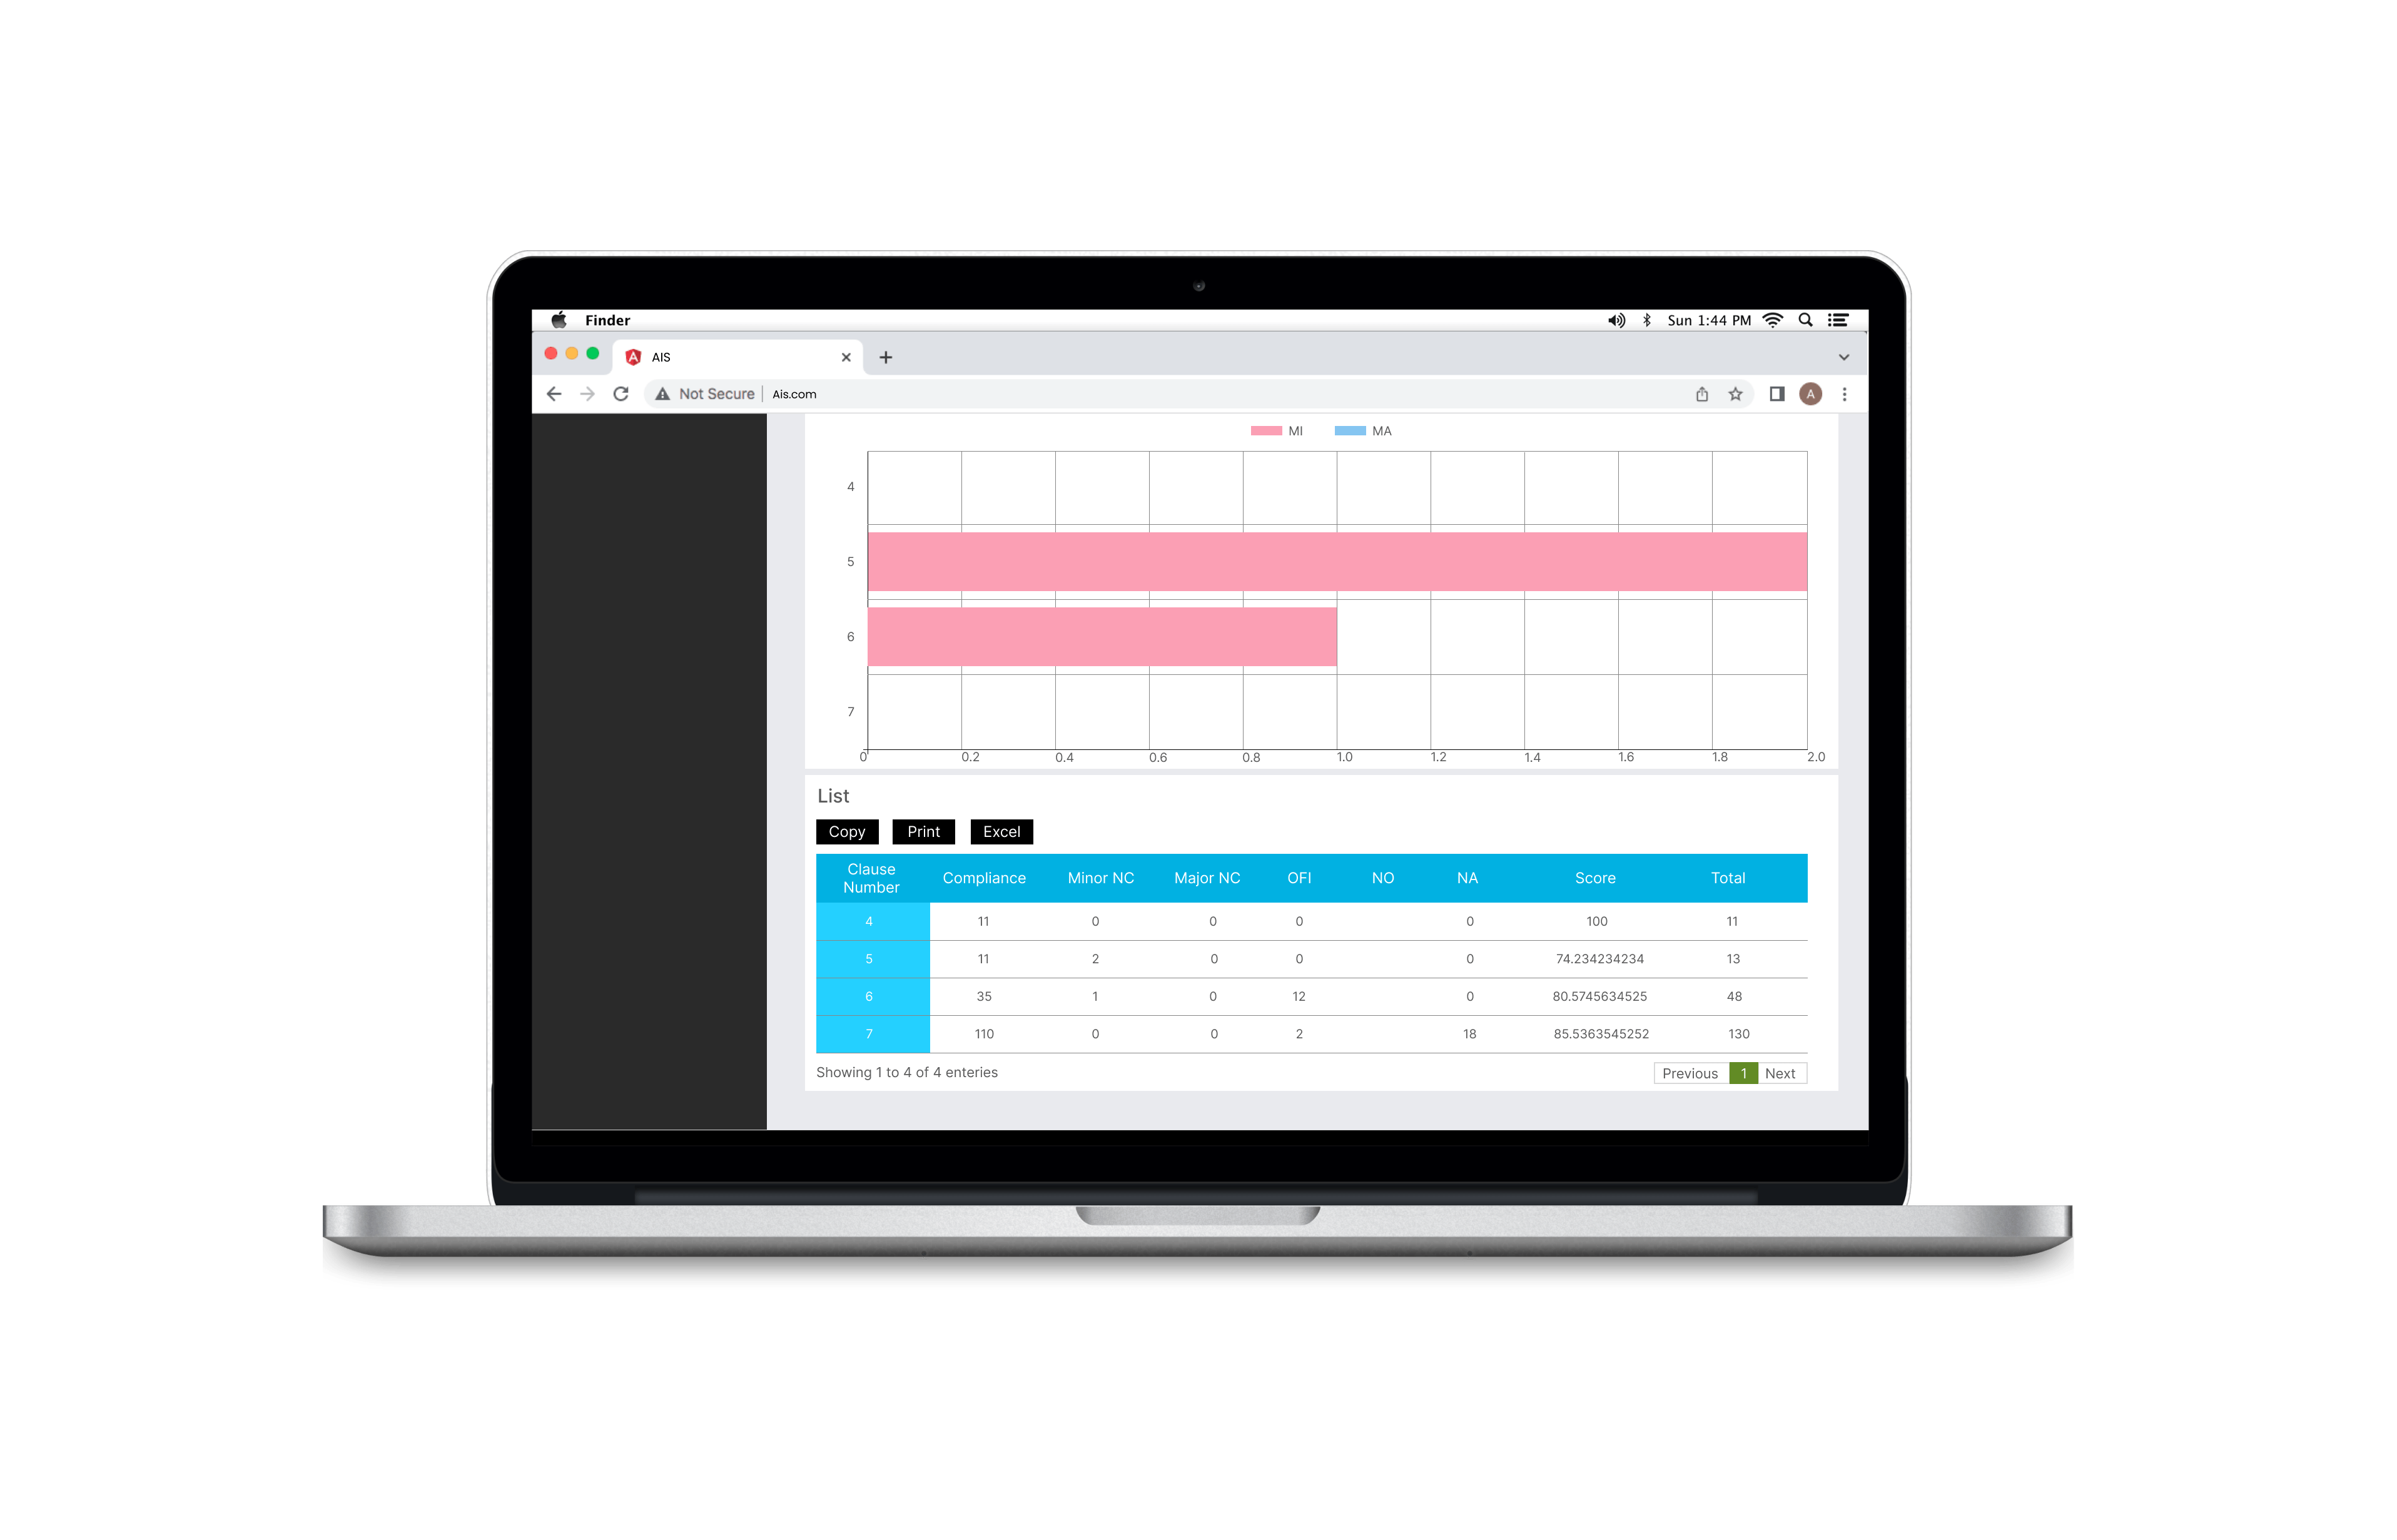 Finder
Sun 1:44 PM
AIS
Not Secure Ais.com
A
MI MA
4
5
6
7
0 0.2 0.4 0.6 0.8 1.0 1.2 1.4 1.6 1.8 2.0
List
Copy Print Excel
Clause Number Compliance Minor NC Major NC OFI NO NA Score Total
4 11 0 0 0 0 100 11
5 11 2 0 0 0 74.234234234 13
6 35 1 0 12 0 80.5745634525 48
7 110 0 0 2 18 85.5363545252 130
Showing 1 to 4 of 4 enteries
Previous 1 Next